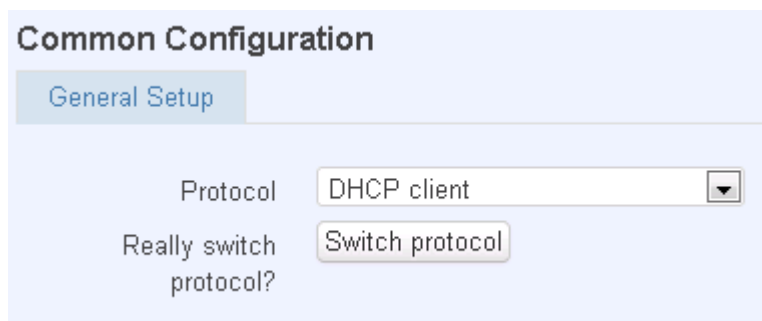 Common Configuration
General Setup
Protocol DHCP client
Really switch protocol? Switch protocol